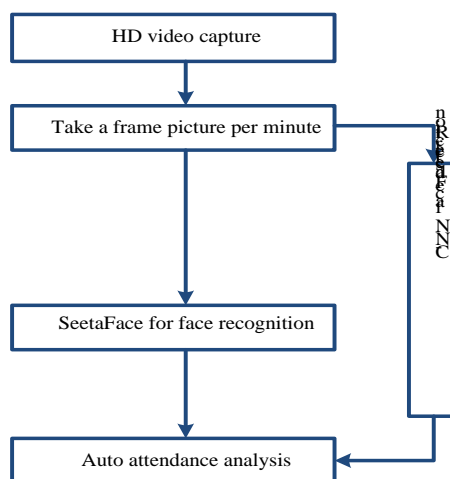 HD video capture
Take a frame picture per minute
SeetaFace for face recognition
Auto attendance analysis